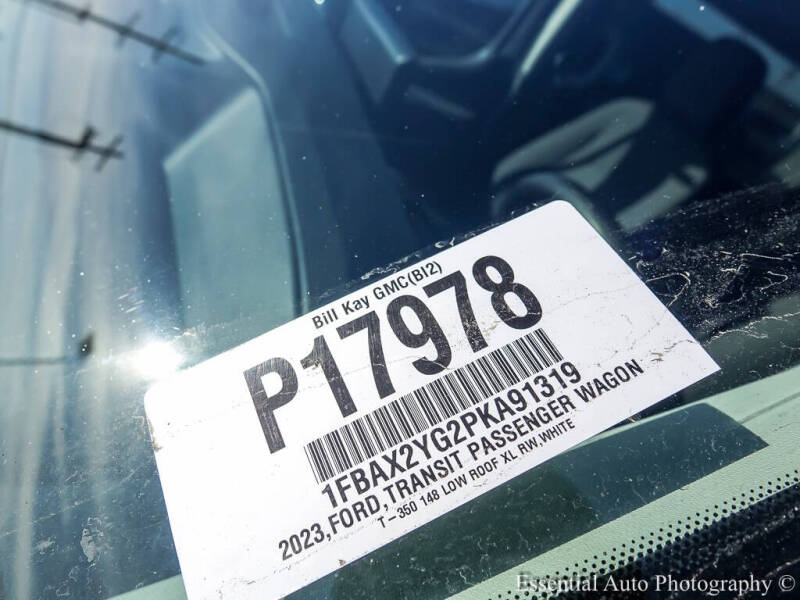 Bill Kay GMC(BI2)
P17978
1FBAX2YG2PKA91319
2023,FORD,TRANSIT PASSENGER WAGON
T-350 148 LOW ROOF XL RW,WHITE
Essential Auto Photography ©